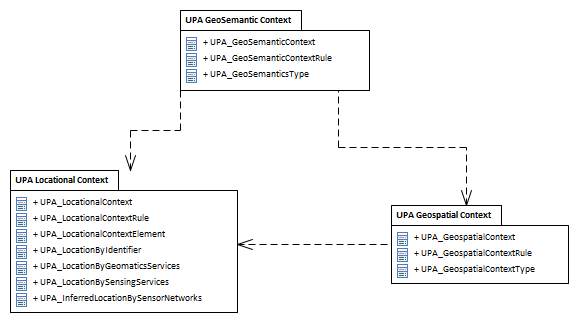 UPA GeoSemantic Context
+ UPA_GeoSemanticContext
+ UPA_GeoSemanticContextRule
+ UPA_GeoSemanticsType
UPA Locational Context
+ UPA_LocationalContext
+ UPA_LocationalContextRule
+ UPA_LocationalContextElement
+ UPA_LocationByIdentifier
+ UPA_LocationByGeomaticsServices
+ UPA_LocationBySensingServices
+ UPA_InferredLocationBySensorNetworks
UPA Geospatial Context
+ UPA_GeospatialContext
+ UPA_GeospatialContextRule
+ UPA_GeospatialContextType